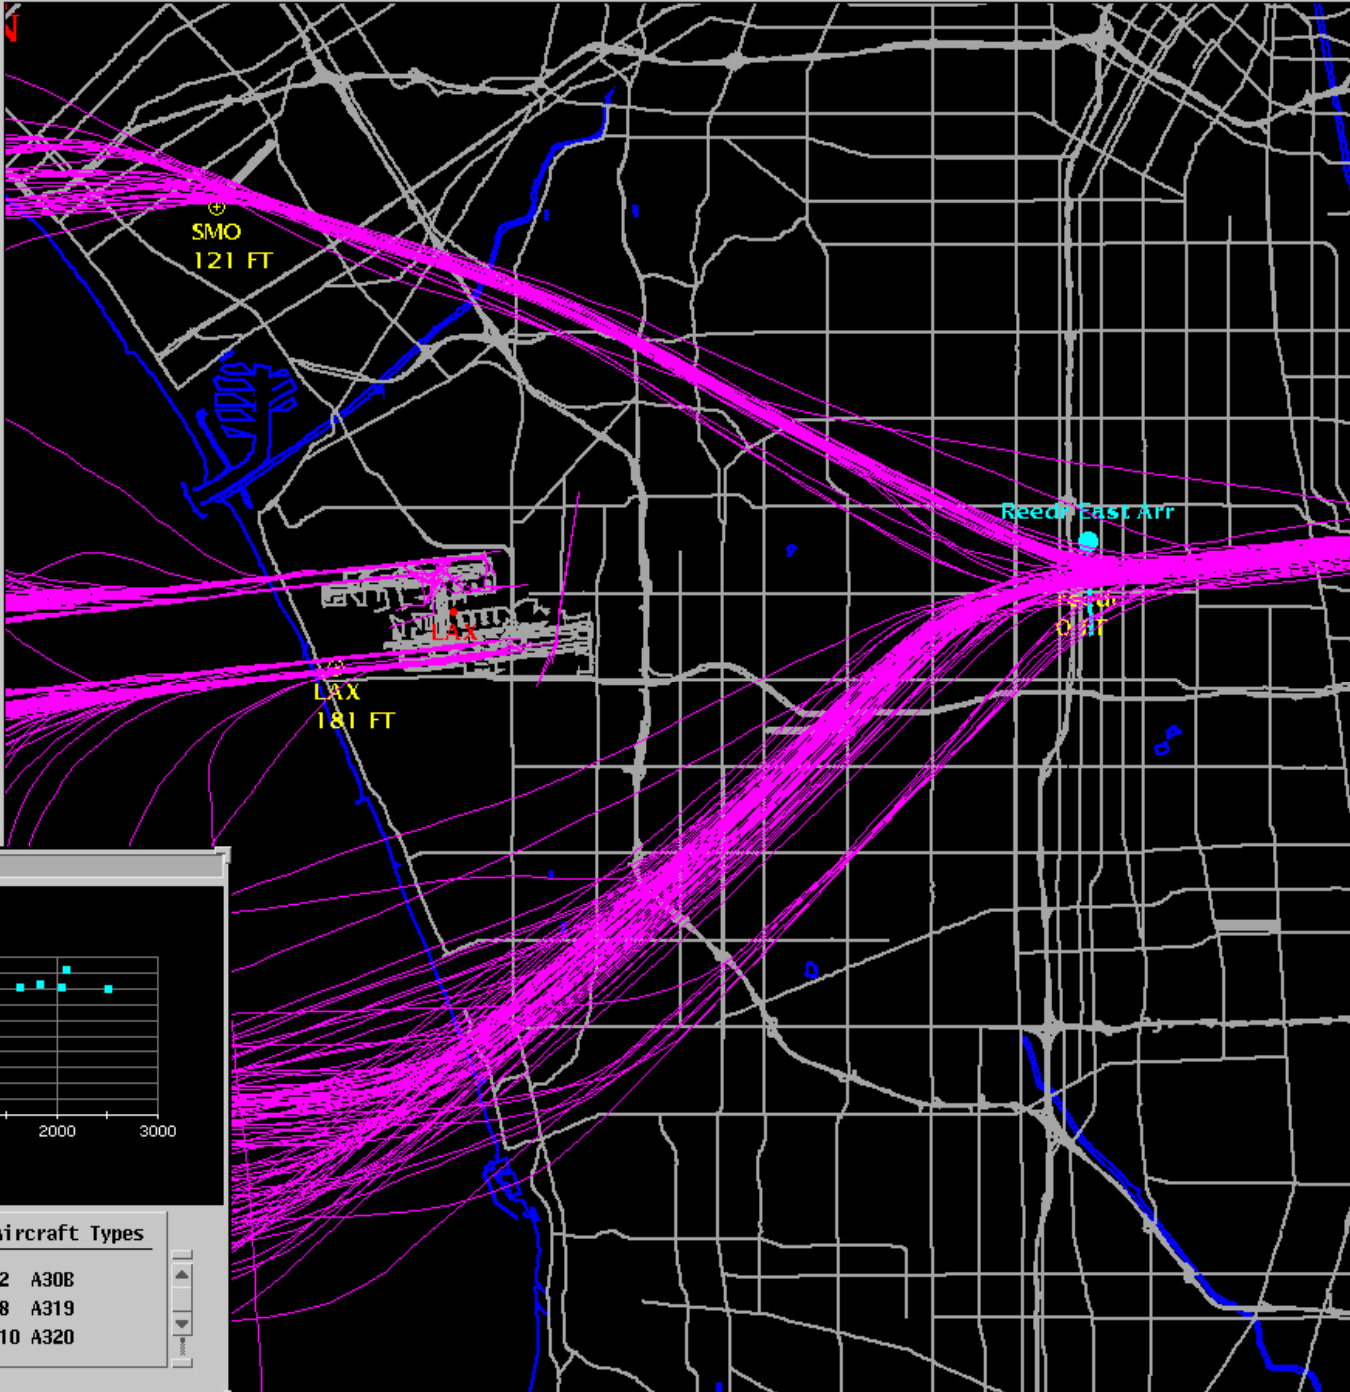 N
SMO
121 FT
Reedr East Arr
LAX
LAX
181 FT
2000 3000
Aircraft Types
2 A30B
8 A319
10 A320